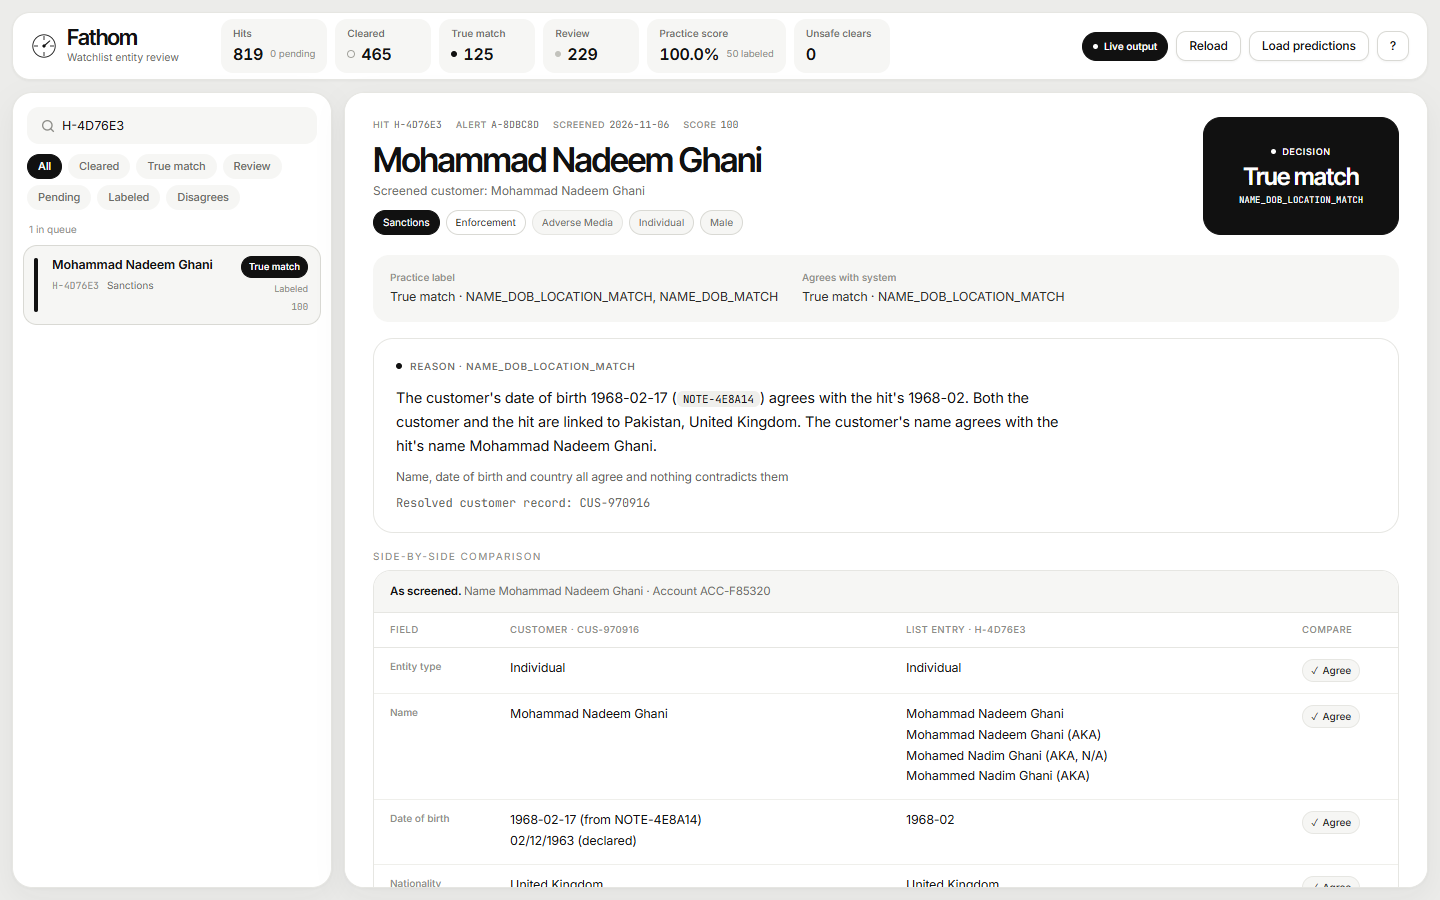 Fathom
Watchlist entity review
Hits
819 0 pending
Cleared
465
True match
125
Review
229
Practice score
100.0% 50 labeled
Unsafe clears
0
Live output
Reload
Load predictions
?
H-4D76E3
All
Cleared
True match
Review
Pending
Labeled
Disagrees
1 in queue
Mohammad Nadeem Ghani
True match
H-4D76E3 Sanctions
Labeled
100
HIT H-4D76E3 ALERT A-8DBC8D SCREENED 2026-11-06 SCORE 100
Mohammad Nadeem Ghani
Screened customer: Mohammad Nadeem Ghani
Sanctions
Enforcement
Adverse Media
Individual
Male
DECISION
True match
NAME_DOB_LOCATION_MATCH
Practice label
True match · NAME_DOB_LOCATION_MATCH, NAME_DOB_MATCH
Agrees with system
True match · NAME_DOB_LOCATION_MATCH
REASON · NAME_DOB_LOCATION_MATCH
The customer's date of birth 1968-02-17 ( NOTE-4E8A14 ) agrees with the hit's 1968-02. Both the
customer and the hit are linked to Pakistan, United Kingdom. The customer's name agrees with the
hit's name Mohammad Nadeem Ghani.
Name, date of birth and country all agree and nothing contradicts them
Resolved customer record: CUS-970916
SIDE-BY-SIDE COMPARISON
As screened. Name Mohammad Nadeem Ghani · Account ACC-F85320
FIELD CUSTOMER · CUS-970916 LIST ENTRY · H-4D76E3 COMPARE
Entity type Individual Individual ✓ Agree
Name Mohammad Nadeem Ghani Mohammad Nadeem Ghani ✓ Agree
Mohammad Nadeem Ghani (AKA)
Mohamed Nadim Ghani (AKA, N/A)
Mohammed Nadim Ghani (AKA)
Date of birth 1968-02-17 (from NOTE-4E8A14) 1968-02 ✓ Agree
02/12/1963 (declared)
Nationality United Kingdom United Kingdom ✓ Agree